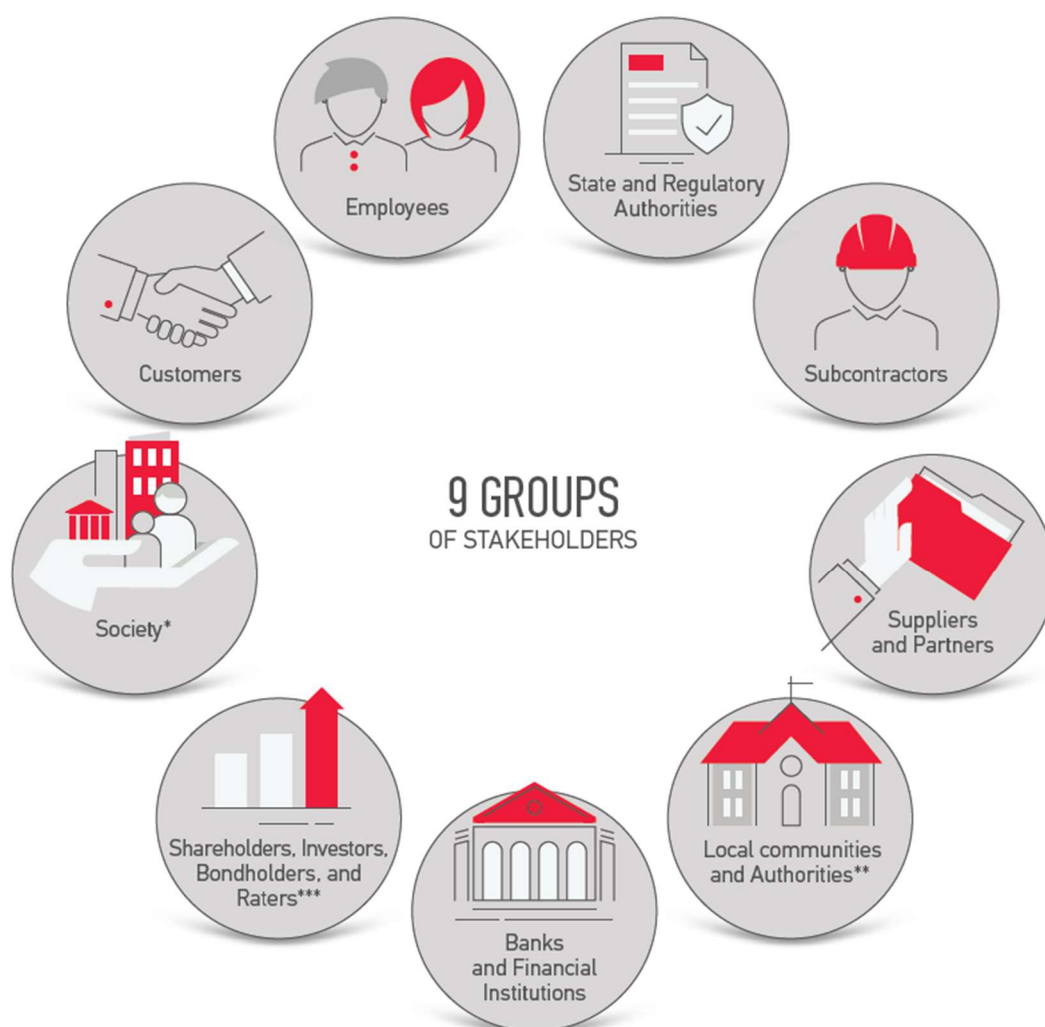 Employees
State and Regulatory
Authorities
Customers
Subcontractors
9 GROUPS
OF STAKEHOLDERS
Society*
Suppliers
and Partners
Shareholders, Investors,
Bondholders, and
Raters***
Local communities
and Authorities**
Banks
and Financial
Institutions